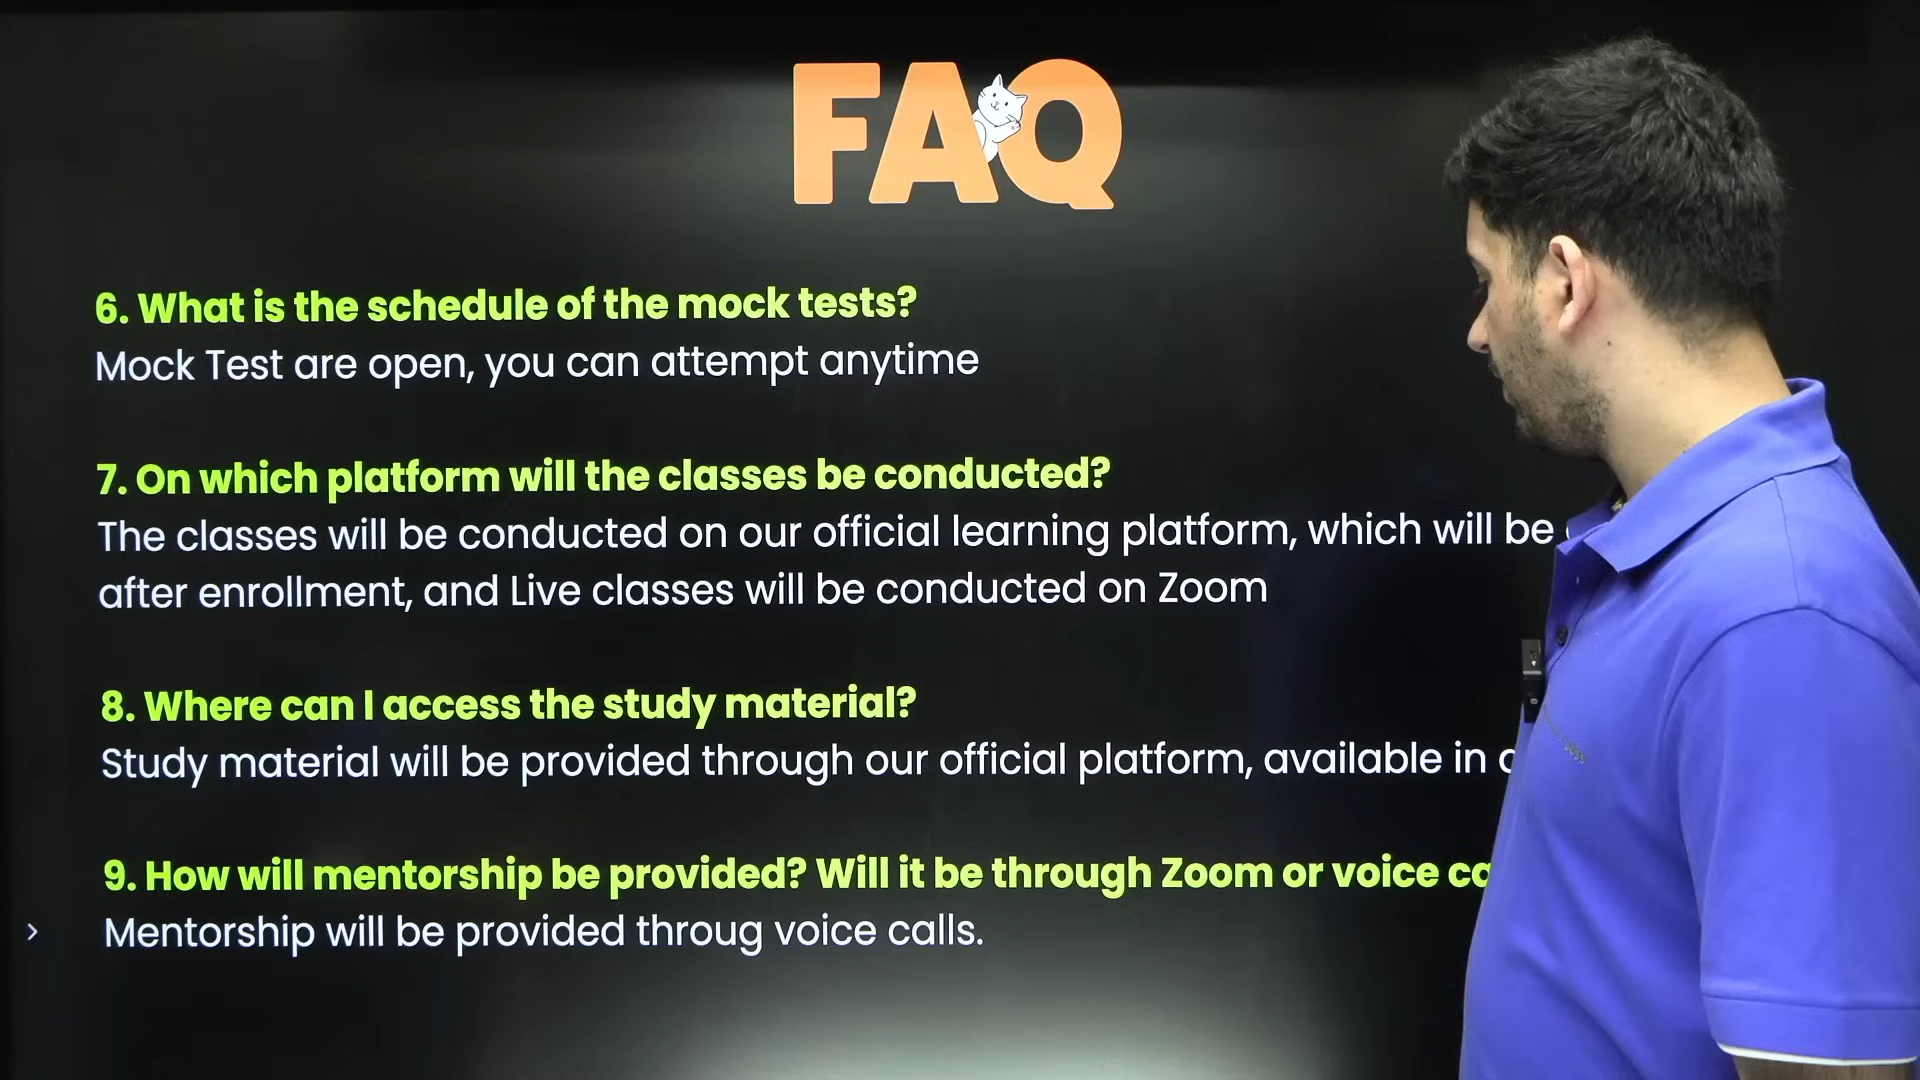 FAQ
6. What is the schedule of the mock tests?
Mock Test are open, you can attempt anytime
7. On which platform will the classes be conducted?
The classes will be conducted on our official learning platform, which will be
after enrollment, and Live classes will be conducted on Zoom
8. Where can I access the study material?
Study material will be provided through our official platform, available in
9. How will mentorship be provided? Will it be through Zoom or voice
Mentorship will be provided throug voice calls.